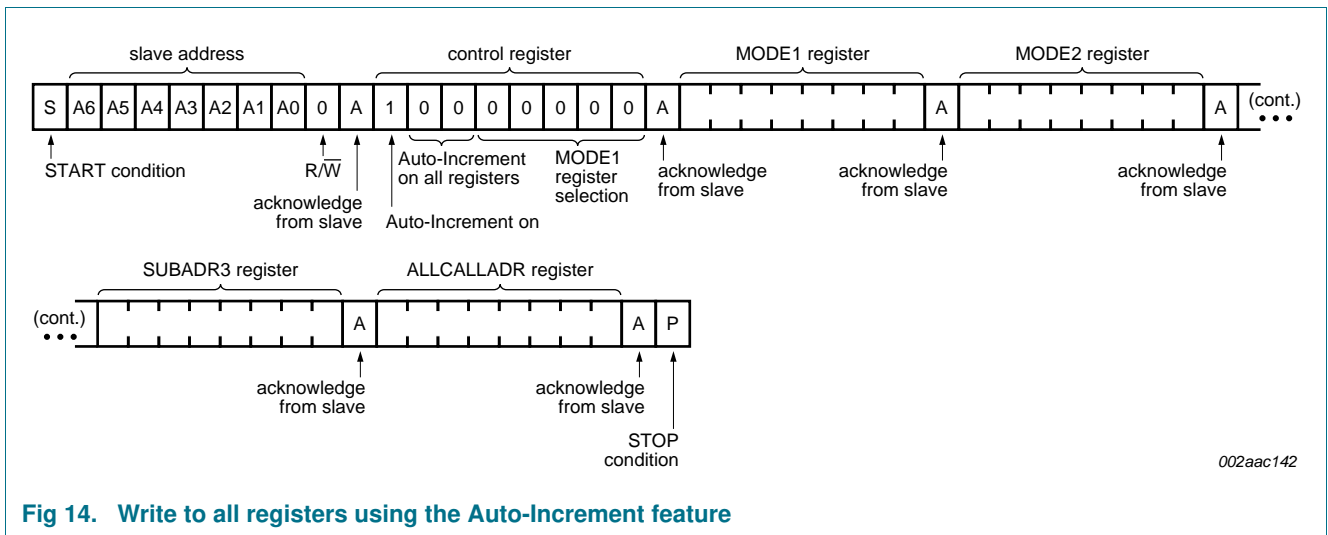 slave address control register MODE1 register MODE2 register
S A6 A5 A4 A3 A2 A1 A0 0 A 1 0 0 0 0 0 0 0 A A A (cont.)
START condition R/W̅ Auto-Increment on all registers MODE1 register selection acknowledge from slave acknowledge from slave acknowledge from slave
acknowledge from slave Auto-Increment on
SUBADR3 register ALLCALLADR register
(cont.) A A P
acknowledge from slave acknowledge from slave
STOP condition
002aac142
Fig 14. Write to all registers using the Auto-Increment feature